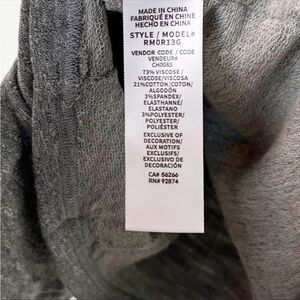 MADE IN CHINA
FABRIQUÉ EN CHINE
HECHO EN CHINA
STYLE / MODEL#
RM0R13G
VENDOR CODE / CODE
VENDEUR#
CH0085
73% VISCOSE /
VISCOSE/VISCOSA
21%COTTON/COTON/
ALGODÓN
3%SPANDEX/
ELASTHANNE/
ELASTANO
3%POLYESTER/
POLYESTER/
POLIÉSTER
EXCLUSIVE OF
DECORATION/
AUX MOTIFS
EXCLUSIFS/
EXCLUSIVO DE
DECORACIÓN
CA# 56266
RN# 92874